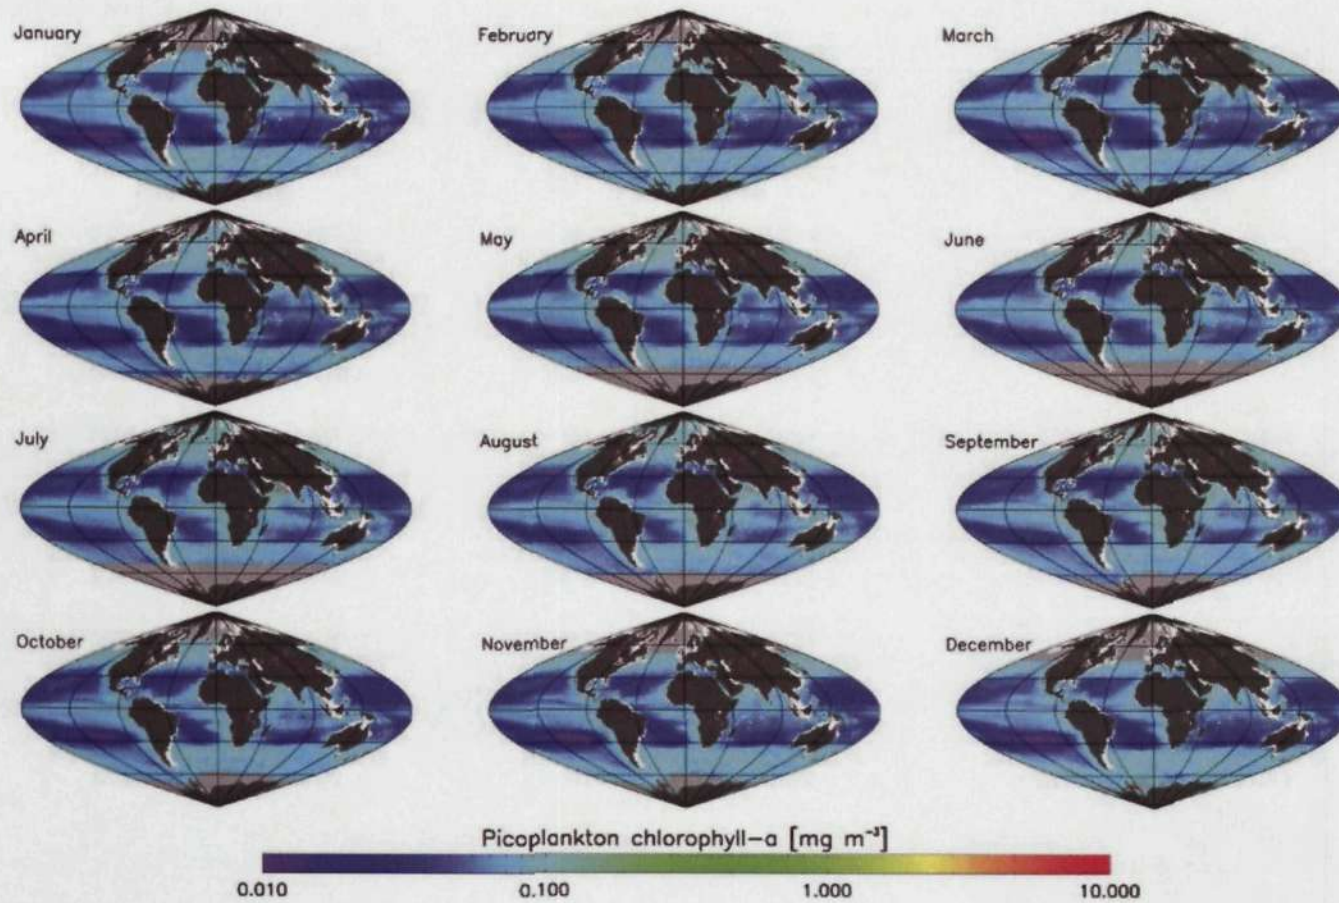 January February March
April May June
July August September
October November December
Picoplankton chlorophyll-a [mg m⁻³]
0.010 0.100 1.000 10.000